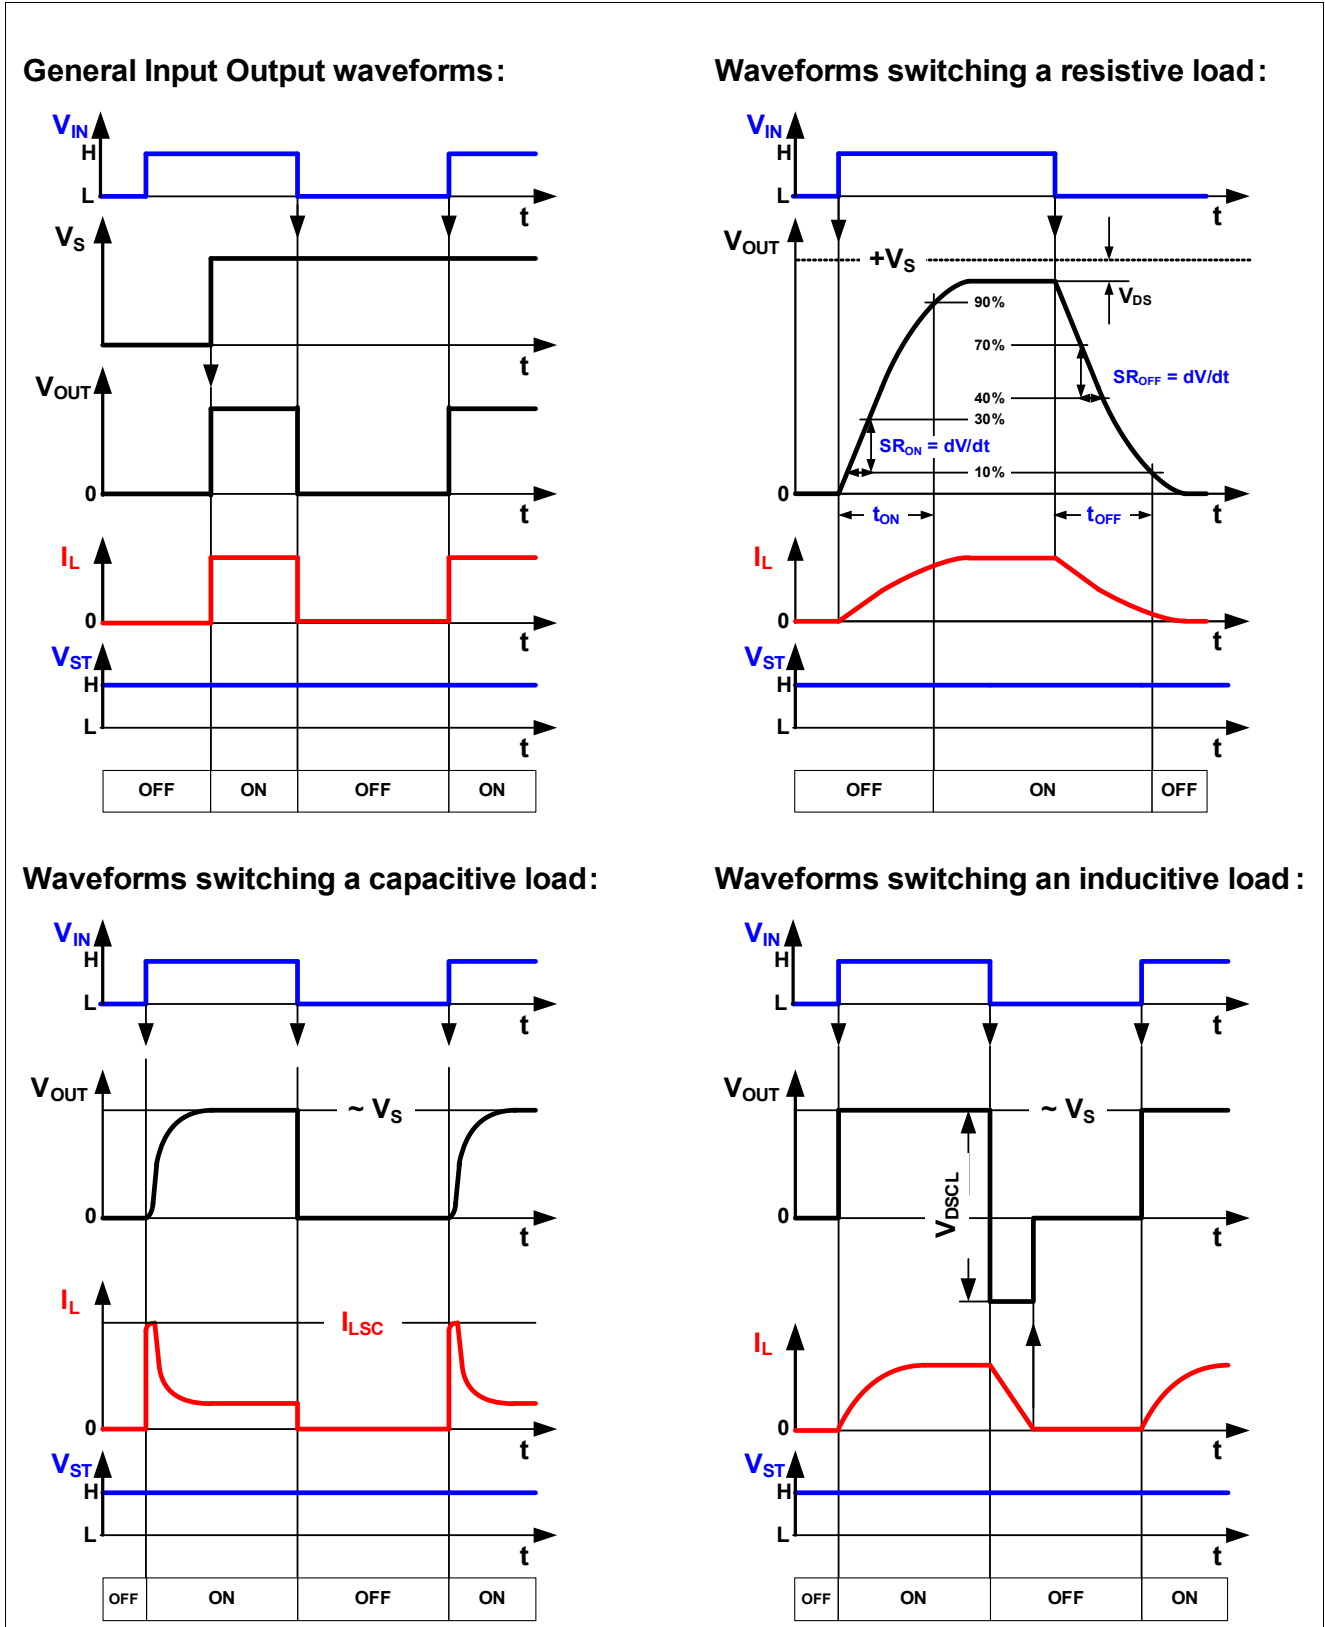 General Input Output waveforms:
VIN
H
L
t
VS
t
VOUT
0
t
IL
0
t
VST
H
L
t
OFF ON OFF ON
Waveforms switching a resistive load:
VIN
H
L
t
VOUT
+VS
VDS
90%
70%
SROFF = dV/dt
40%
30%
SRON = dV/dt
10%
0
tON
tOFF
t
IL
0
t
VST
H
L
t
OFF ON OFF
Waveforms switching a capacitive load:
VIN
H
L
t
VOUT
~ VS
0
t
IL
ILSC
0
t
VST
H
L
t
OFF ON OFF ON
Waveforms switching an inducitive load:
VIN
H
L
t
VOUT
~ VS
VDSCL
0
t
IL
0
t
VST
H
L
t
OFF ON OFF ON